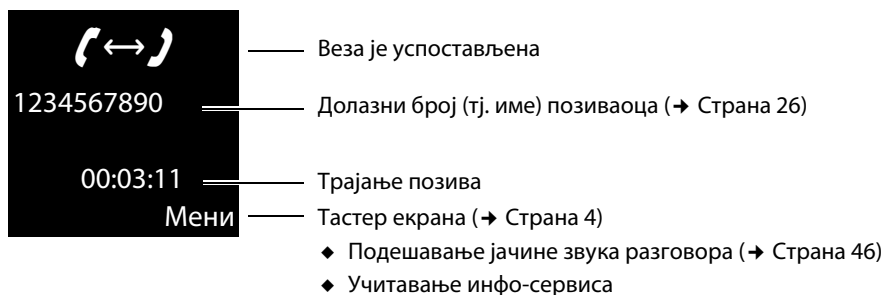 Веза је успостављена
1234567890 Долазни број (тј. име) позиваоца (➔ Страна 26)
00:03:11 Трајање позива
Мени Тастер екрана (➔ Страна 4)
◆ Подешавање јачине звука разговора (➔ Страна 46)
◆ Учитавање инфо-сервиса